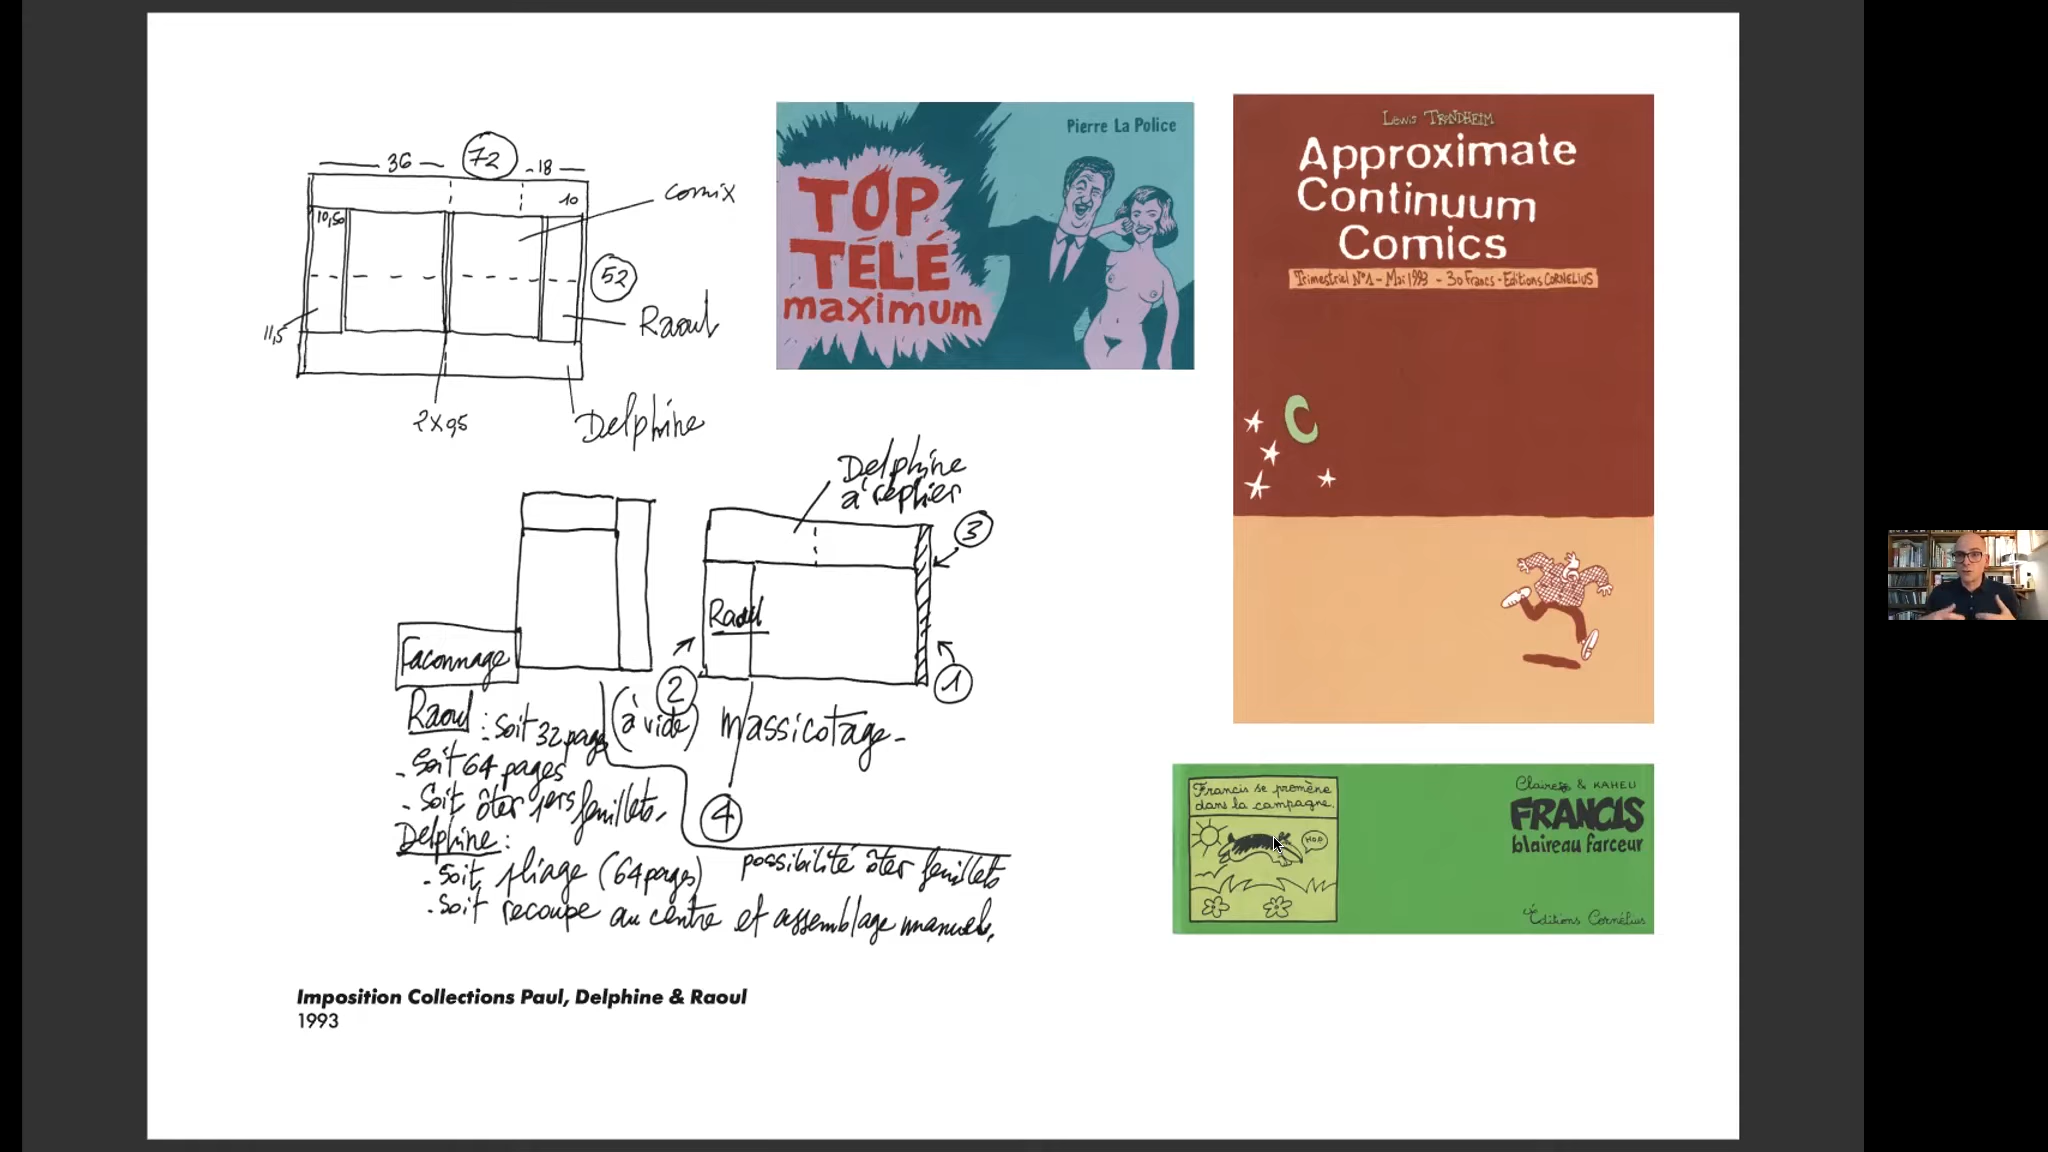 36
72
18
10
comix
10,50
52
11,5
Raoul
2x95
Delphine
Pierre La Police
TOP
TÉLÉ
maximum
Lewis TRONDHEIM
Approximate
Continuum
Comics
Trimestriel N°1 - Mai 1993 - 30 Francs - Editions CORNÉLIUS
Delphine
à replier
3
Raoul
1
2
Façonnage
(à vide)
massicotage-
4
Raoul : Soit 32 pages
- Soit 64 pages
- Soit ôter 1ers feuillets.
Delphine :
- Soit pliage (64 pages)
- Soit recoupe au centre et assemblage manuel.
possibilité ôter feuillets
Francis se promène
dans la campagne.
HOP
Claire & KAHEU
FRANCIS
blaireau farceur
Éditions Cornélius
Imposition Collections Paul, Delphine & Raoul
1993